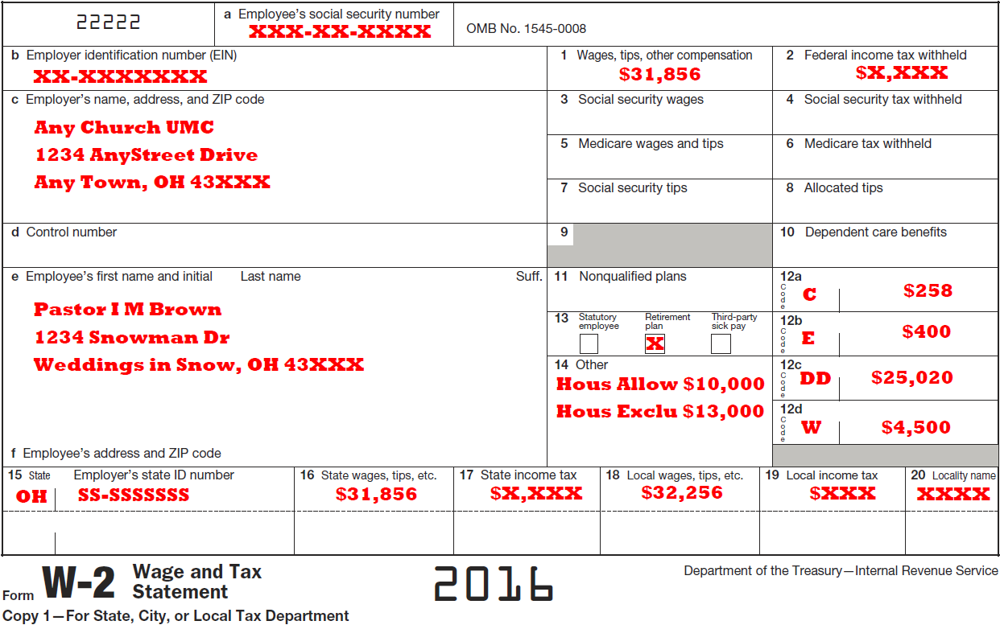 22222
a Employee's social security number
XXX-XX-XXXX
OMB No. 1545-0008
b Employer identification number (EIN)
XX-XXXXXXX
1 Wages, tips, other compensation
$31,856
2 Federal income tax withheld
$X,XXX
c Employer's name, address, and ZIP code
Any Church UMC
1234 AnyStreet Drive
Any Town, OH 43XXX
3 Social security wages
4 Social security tax withheld
5 Medicare wages and tips
6 Medicare tax withheld
7 Social security tips
8 Allocated tips
d Control number
9
10 Dependent care benefits
e Employee's first name and initial Last name Suff.
Pastor I M Brown
1234 Snowman Dr
Weddings in Snow, OH 43XXX
f Employee's address and ZIP code
11 Nonqualified plans
12a
Code
C $258
13 Statutory employee Retirement plan Third-party sick pay
X
12b
Code
E $400
14 Other
Hous Allow $10,000
Hous Exclu $13,000
12c
Code
DD $25,020
12d
Code
W $4,500
15 State Employer's state ID number
OH SS-SSSSSSS
16 State wages, tips, etc.
$31,856
17 State income tax
$X,XXX
18 Local wages, tips, etc.
$32,256
19 Local income tax
$XXX
20 Locality name
XXXX
Form W-2 Wage and Tax Statement
2016
Department of the Treasury—Internal Revenue Service
Copy 1—For State, City, or Local Tax Department